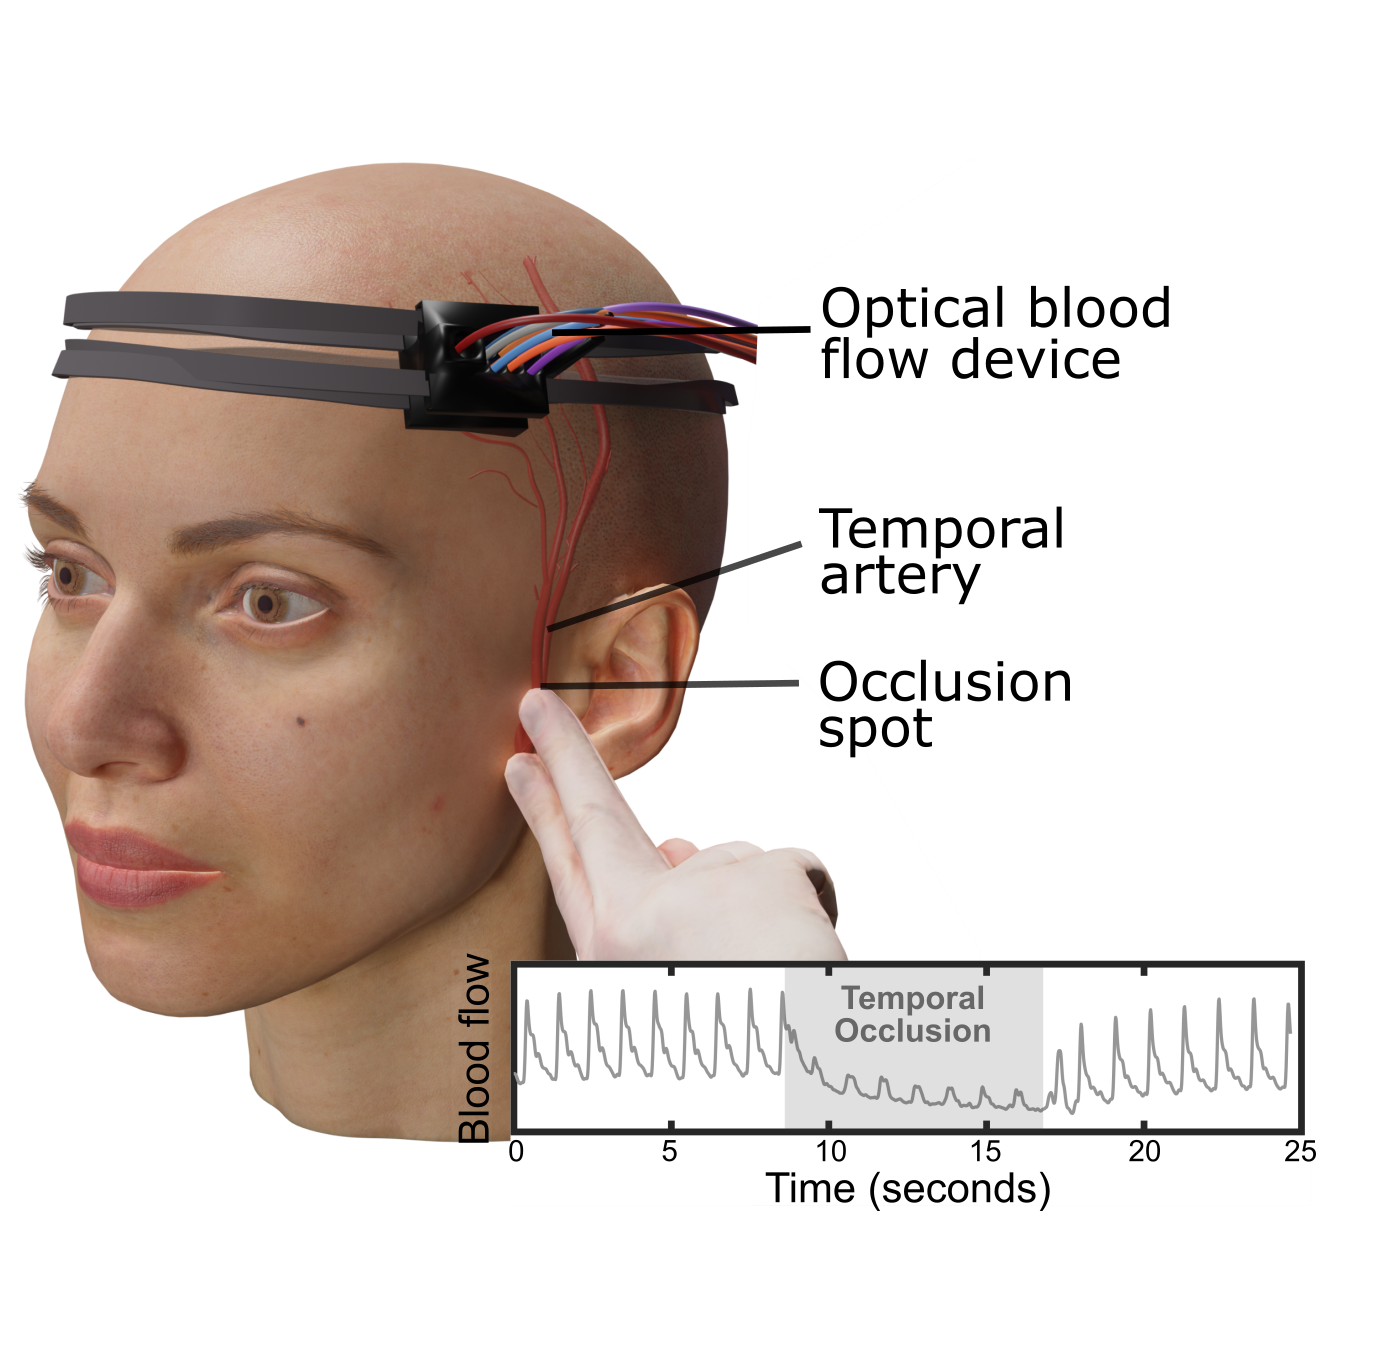 Optical blood
flow device
Temporal
artery
Occlusion
spot
Blood flow
Temporal
Occlusion
0 5 10 15 20 25
Time (seconds)